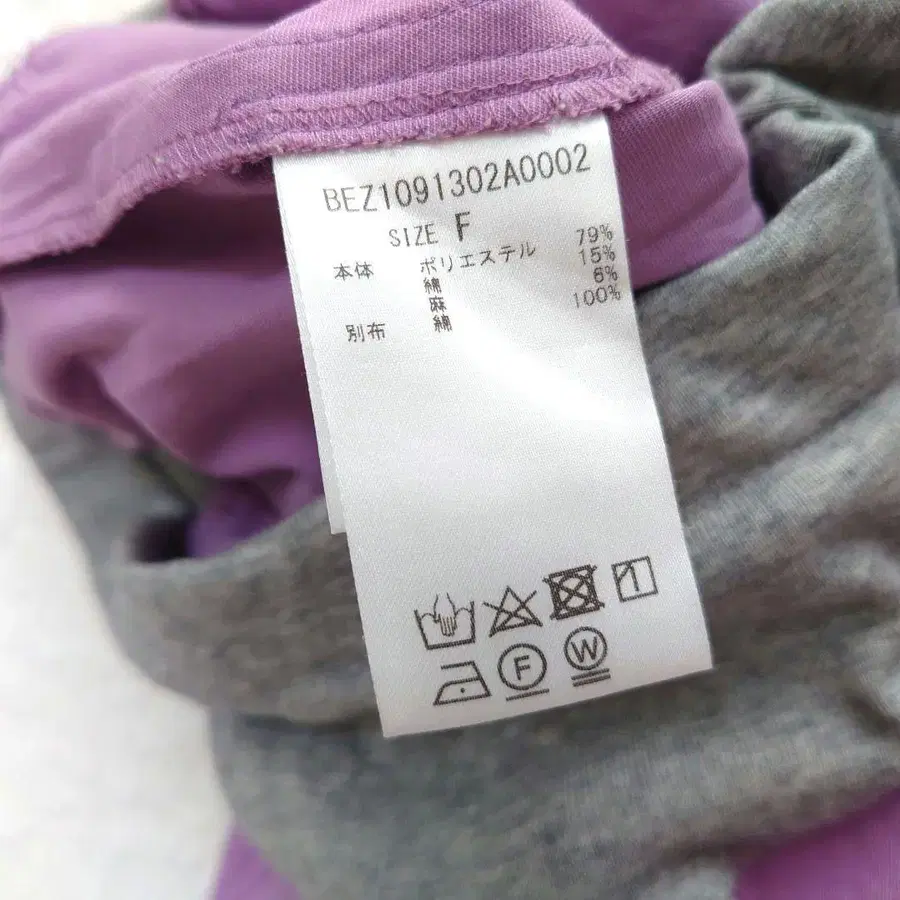 BEZ1091302A0002
SIZE F
本体 ポリエステル 79%
綿 15%
麻 6%
別布 綿 100%
F W